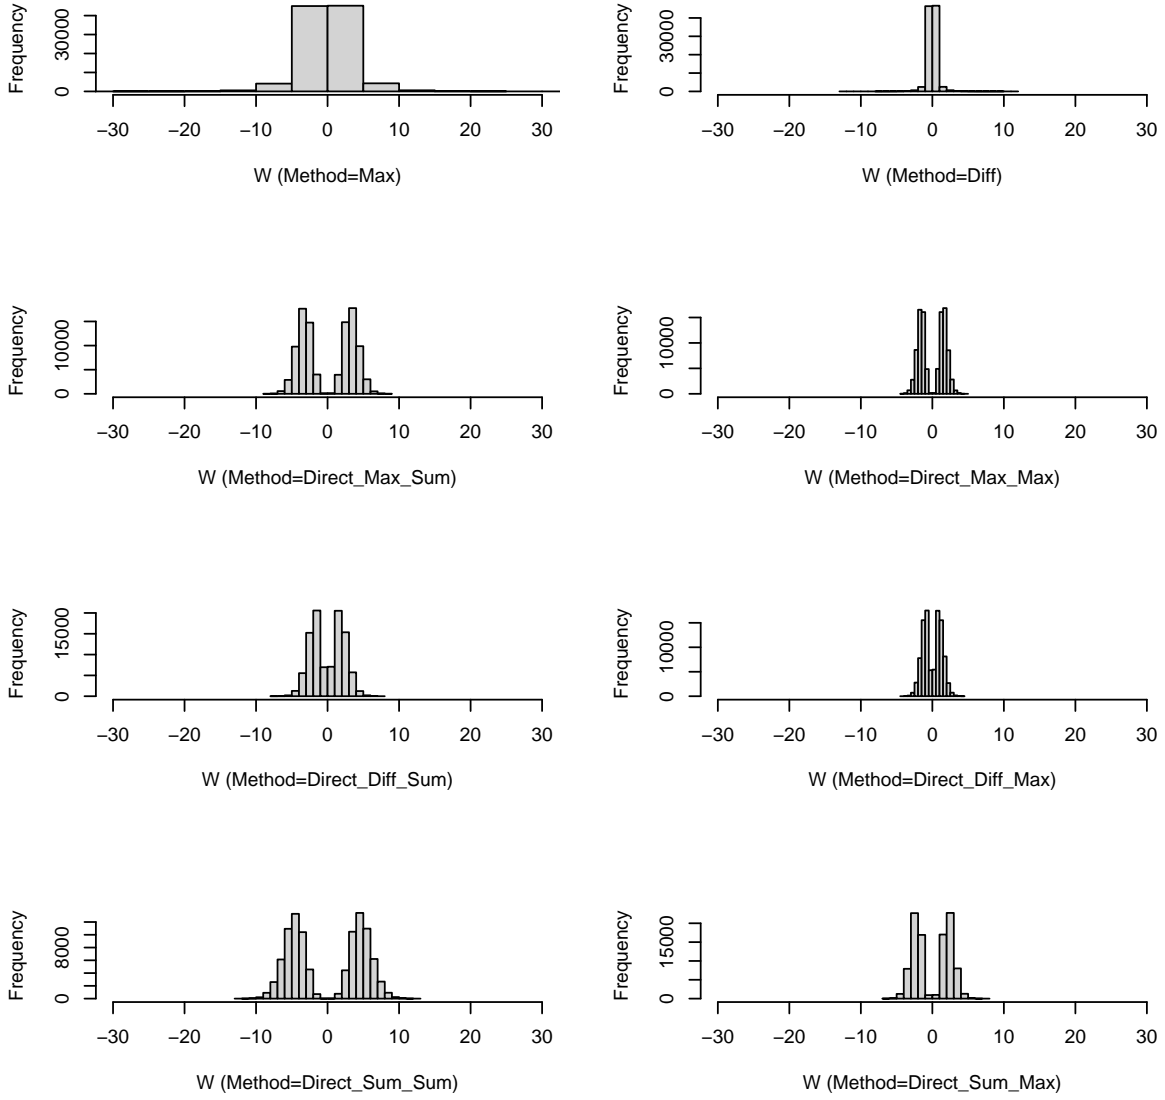 Frequency
0 30000
−30 −20 −10 0 10 20 30
W (Method=Max)
Frequency
0 30000
−30 −20 −10 0 10 20 30
W (Method=Diff)
Frequency
0 10000
−30 −20 −10 0 10 20 30
W (Method=Direct_Max_Sum)
Frequency
0 10000
−30 −20 −10 0 10 20 30
W (Method=Direct_Max_Max)
Frequency
0 15000
−30 −20 −10 0 10 20 30
W (Method=Direct_Diff_Sum)
Frequency
0 10000
−30 −20 −10 0 10 20 30
W (Method=Direct_Diff_Max)
Frequency
0 8000
−30 −20 −10 0 10 20 30
W (Method=Direct_Sum_Sum)
Frequency
0 15000
−30 −20 −10 0 10 20 30
W (Method=Direct_Sum_Max)